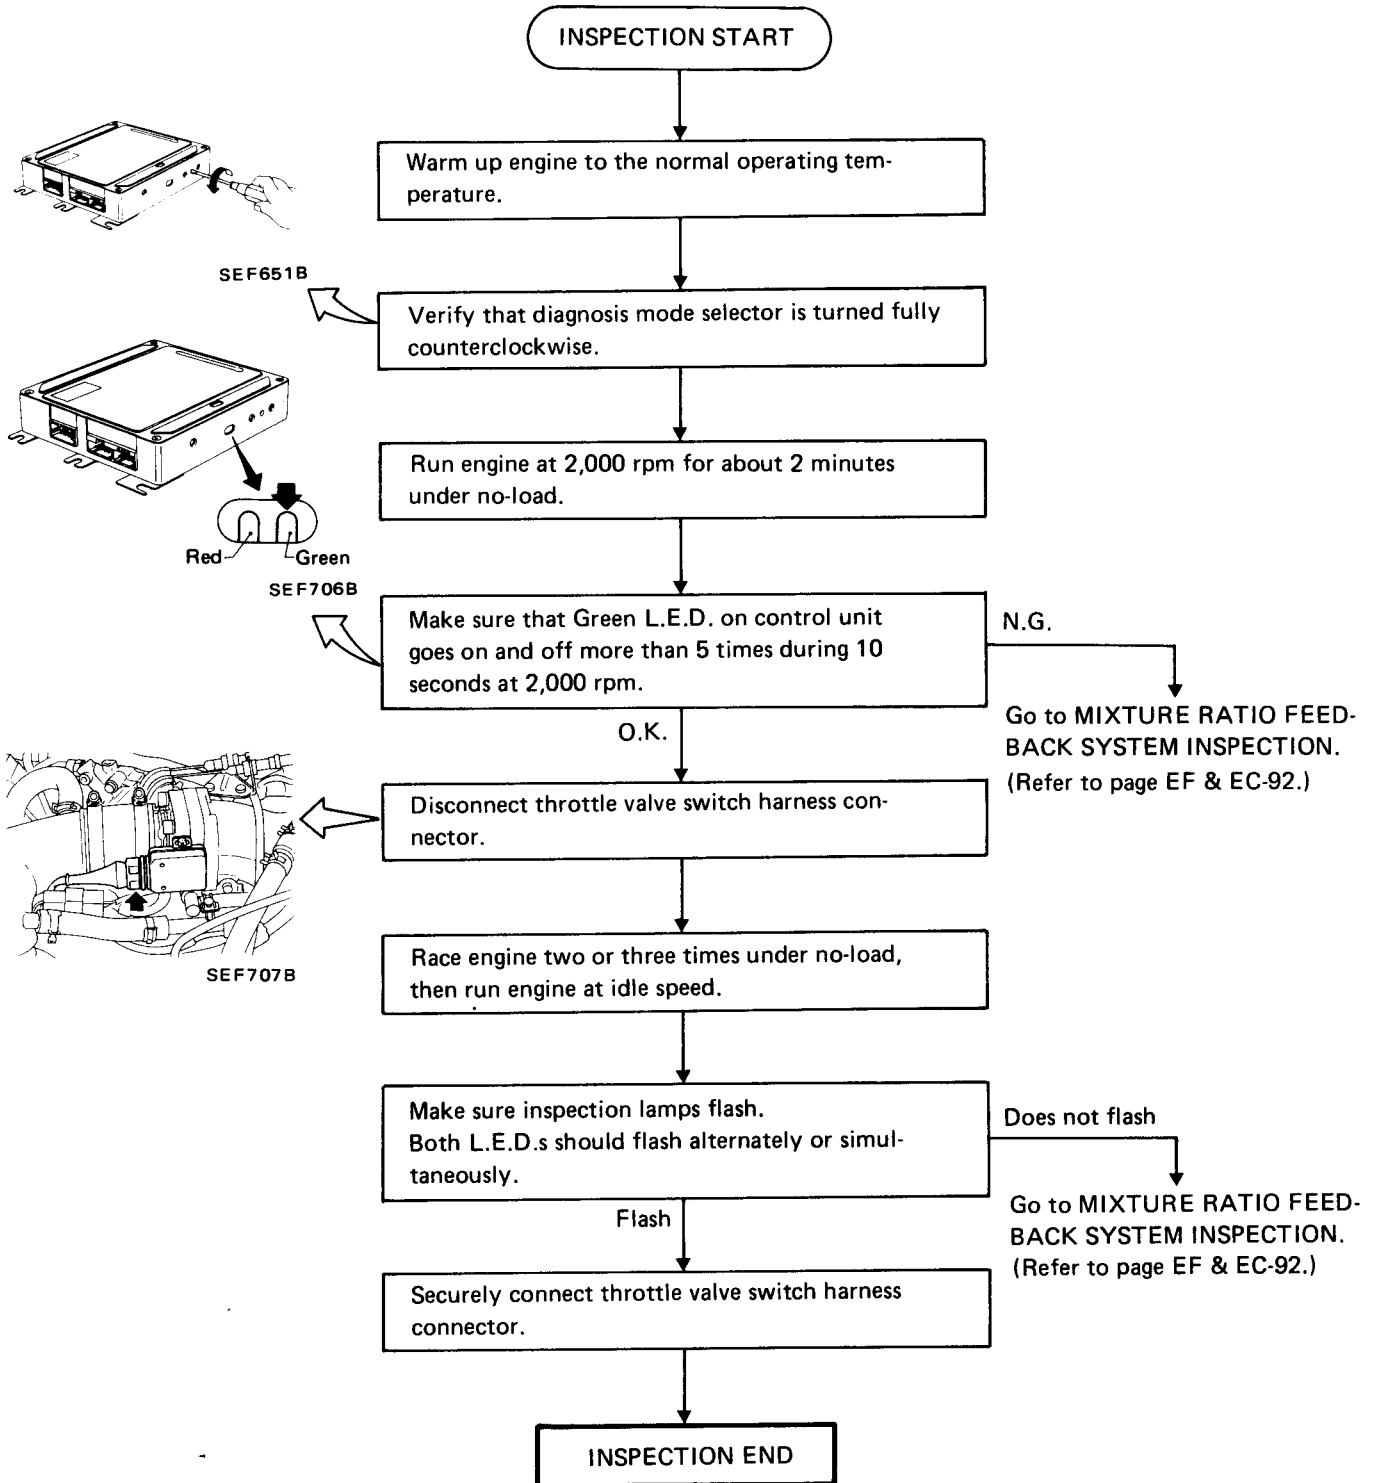 INSPECTION START
Warm up engine to the normal operating tem-
perature.
SEF651B
Verify that diagnosis mode selector is turned fully
counterclockwise.
Run engine at 2,000 rpm for about 2 minutes
under no-load.
Red
Green
SEF706B
Make sure that Green L.E.D. on control unit
goes on and off more than 5 times during 10
seconds at 2,000 rpm.
N.G.
Go to MIXTURE RATIO FEED-
BACK SYSTEM INSPECTION.
(Refer to page EF & EC-92.)
O.K.
Disconnect throttle valve switch harness con-
nector.
SEF707B
Race engine two or three times under no-load,
then run engine at idle speed.
Make sure inspection lamps flash.
Both L.E.D.s should flash alternately or simul-
taneously.
Does not flash
Go to MIXTURE RATIO FEED-
BACK SYSTEM INSPECTION.
(Refer to page EF & EC-92.)
Flash
Securely connect throttle valve switch harness
connector.
INSPECTION END